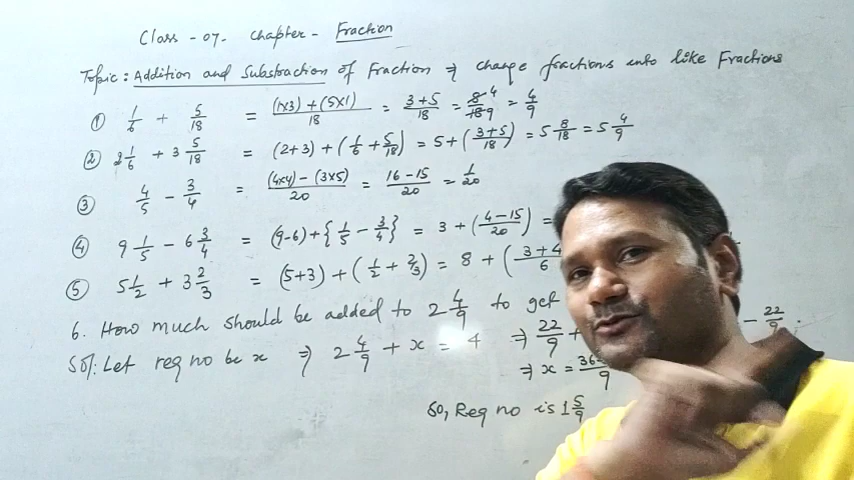 Class - 07. Chapter - Fraction
Topic: Addition and Substraction of Fraction ⇒ change fractions into like Fractions
① 1/6 + 5/18 = (1×3) + (5×1)/18 = 3+5/18 = 8/18 4/9 = 4/9
② 2 1/6 + 3 5/18 = (2+3) + (1/6 + 5/18) = 5 + (3+5/18) = 5 8/18 = 5 4/9
③ 4/5 - 3/4 = (4×4) - (3×5)/20 = 16-15/20 = 1/20
④ 9 1/5 - 6 3/4 = (9-6) + {1/5 - 3/4} = 3 + (4-15/20) =
⑤ 5 1/2 + 3 2/3 = (5+3) + (1/2 + 2/3) = 8 + (3+4/6
6. How much should be added to 2 4/9 to get
Sol: Let req no be x ⇒ 2 4/9 + x = 4 ⇒ 22/9 + - 22/9
⇒ x = 36-/9
So, Req no is 1 5/9